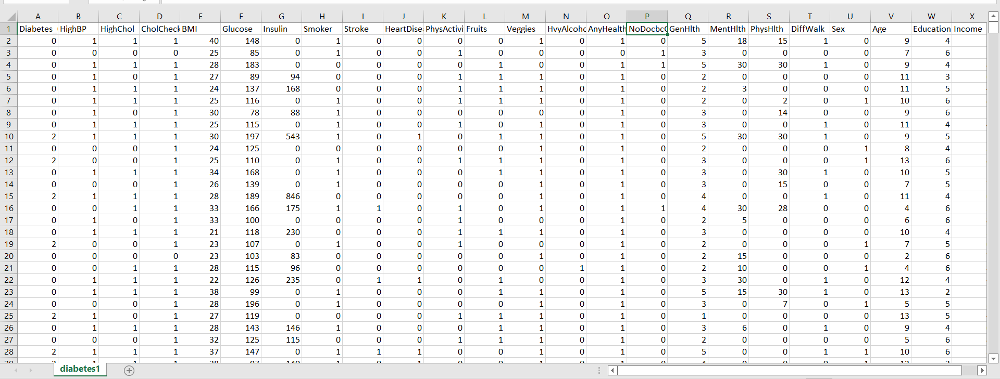 A B C D E F G H I J K L M N O P Q R S T U V W X
1 Diabetes_ HighBP HighChol CholCheck BMI Glucose Insulin Smoker Stroke HeartDisea PhysActivi Fruits Veggies HvyAlcoho AnyHealth NoDocbcC GenHlth MentHlth PhysHlth DiffWalk Sex Age Education Income
2 0 1 1 1 40 148 0 1 0 0 0 0 1 0 1 0 5 18 15 1 0 9 4
3 0 0 0 0 25 85 0 1 0 0 1 0 0 0 0 1 3 0 0 0 0 7 6
4 0 1 1 1 28 183 0 0 0 0 0 1 0 0 1 1 5 30 30 1 0 9 4
5 0 1 0 1 27 89 94 0 0 0 1 1 1 0 1 0 2 0 0 0 0 11 3
6 0 1 1 1 24 137 168 0 0 0 1 1 1 0 1 0 2 3 0 0 0 11 5
7 0 1 1 1 25 116 0 1 0 0 1 1 1 0 1 0 2 0 2 0 1 10 6
8 0 1 0 1 30 78 88 1 0 0 0 0 0 0 1 0 3 0 14 0 0 9 6
9 0 1 1 1 25 115 0 1 0 0 1 0 1 0 1 0 3 0 0 1 0 11 4
10 2 1 1 1 30 197 543 1 0 1 0 1 1 0 1 0 5 30 30 1 0 9 5
11 0 0 0 1 24 125 0 0 0 0 0 0 1 0 1 0 2 0 0 0 1 8 4
12 2 0 0 1 25 110 0 1 0 0 1 1 1 0 1 0 3 0 0 0 1 13 6
13 0 1 1 1 34 168 0 1 0 0 0 1 1 0 1 0 3 0 30 1 0 10 5
14 0 0 0 1 26 139 0 1 0 0 0 0 1 0 1 0 3 0 15 0 0 7 5
15 2 1 1 1 28 189 846 0 0 0 0 0 1 0 1 0 4 0 0 1 0 11 4
16 0 0 1 1 33 166 175 1 1 0 1 0 1 0 1 1 4 30 28 0 0 4 6
17 0 1 0 1 33 100 0 0 0 0 1 0 0 0 1 0 2 5 0 0 0 6 6
18 0 1 1 1 21 118 230 0 0 0 1 1 1 0 1 0 3 0 0 0 0 10 4
19 2 0 0 1 23 107 0 1 0 0 1 0 0 0 1 0 2 0 0 0 1 7 5
20 0 0 0 0 23 103 83 0 0 0 0 0 1 0 1 0 2 15 0 0 0 2 6
21 0 0 1 1 28 115 96 0 0 0 0 0 0 1 1 0 2 10 0 0 1 4 6
22 0 1 1 1 22 126 235 0 1 1 0 1 0 0 1 0 3 30 0 1 0 12 4
23 0 1 1 1 38 99 0 1 0 0 0 1 1 0 1 0 5 15 30 1 0 13 2
24 0 0 0 1 28 196 0 1 0 0 0 0 1 0 1 0 3 0 7 0 1 5 5
25 2 1 0 1 27 119 0 0 0 0 1 1 1 0 1 0 1 0 0 0 0 13 5
26 0 1 1 1 28 143 146 1 0 0 0 1 1 0 1 0 3 6 0 1 0 9 4
27 0 0 0 1 32 125 115 0 0 0 1 1 1 0 1 0 2 0 0 0 0 5 6
28 2 1 1 1 37 147 0 1 1 1 0 0 1 0 1 0 5 0 0 1 1 10 6
diabetes1